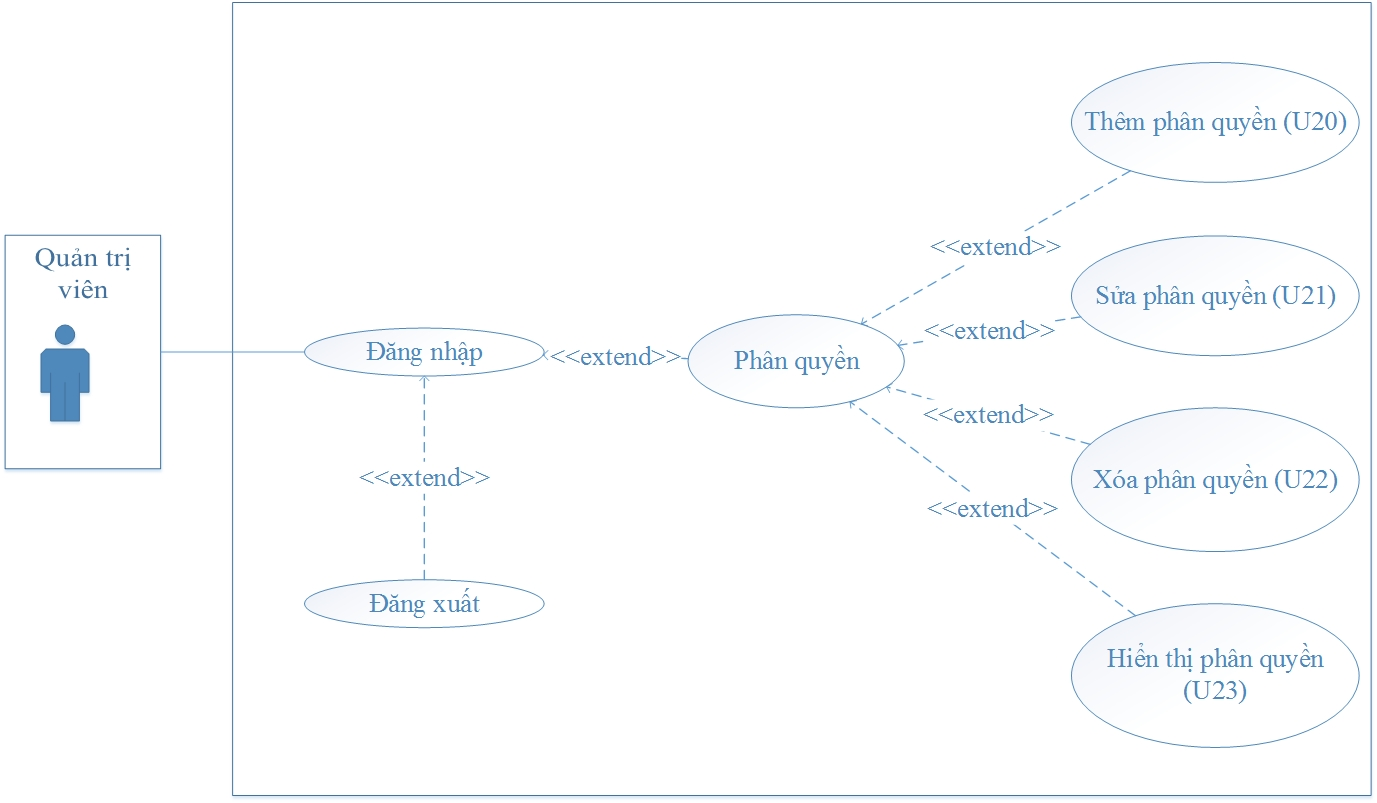 Quản trị
viên
Đăng nhập
<<extend>>
Đăng xuất
<<extend>>
Phân quyền
<<extend>>
Thêm phân quyền (U20)
<<extend>>
Sửa phân quyền (U21)
<<extend>>
Xóa phân quyền (U22)
<<extend>>
Hiển thị phân quyền
(U23)